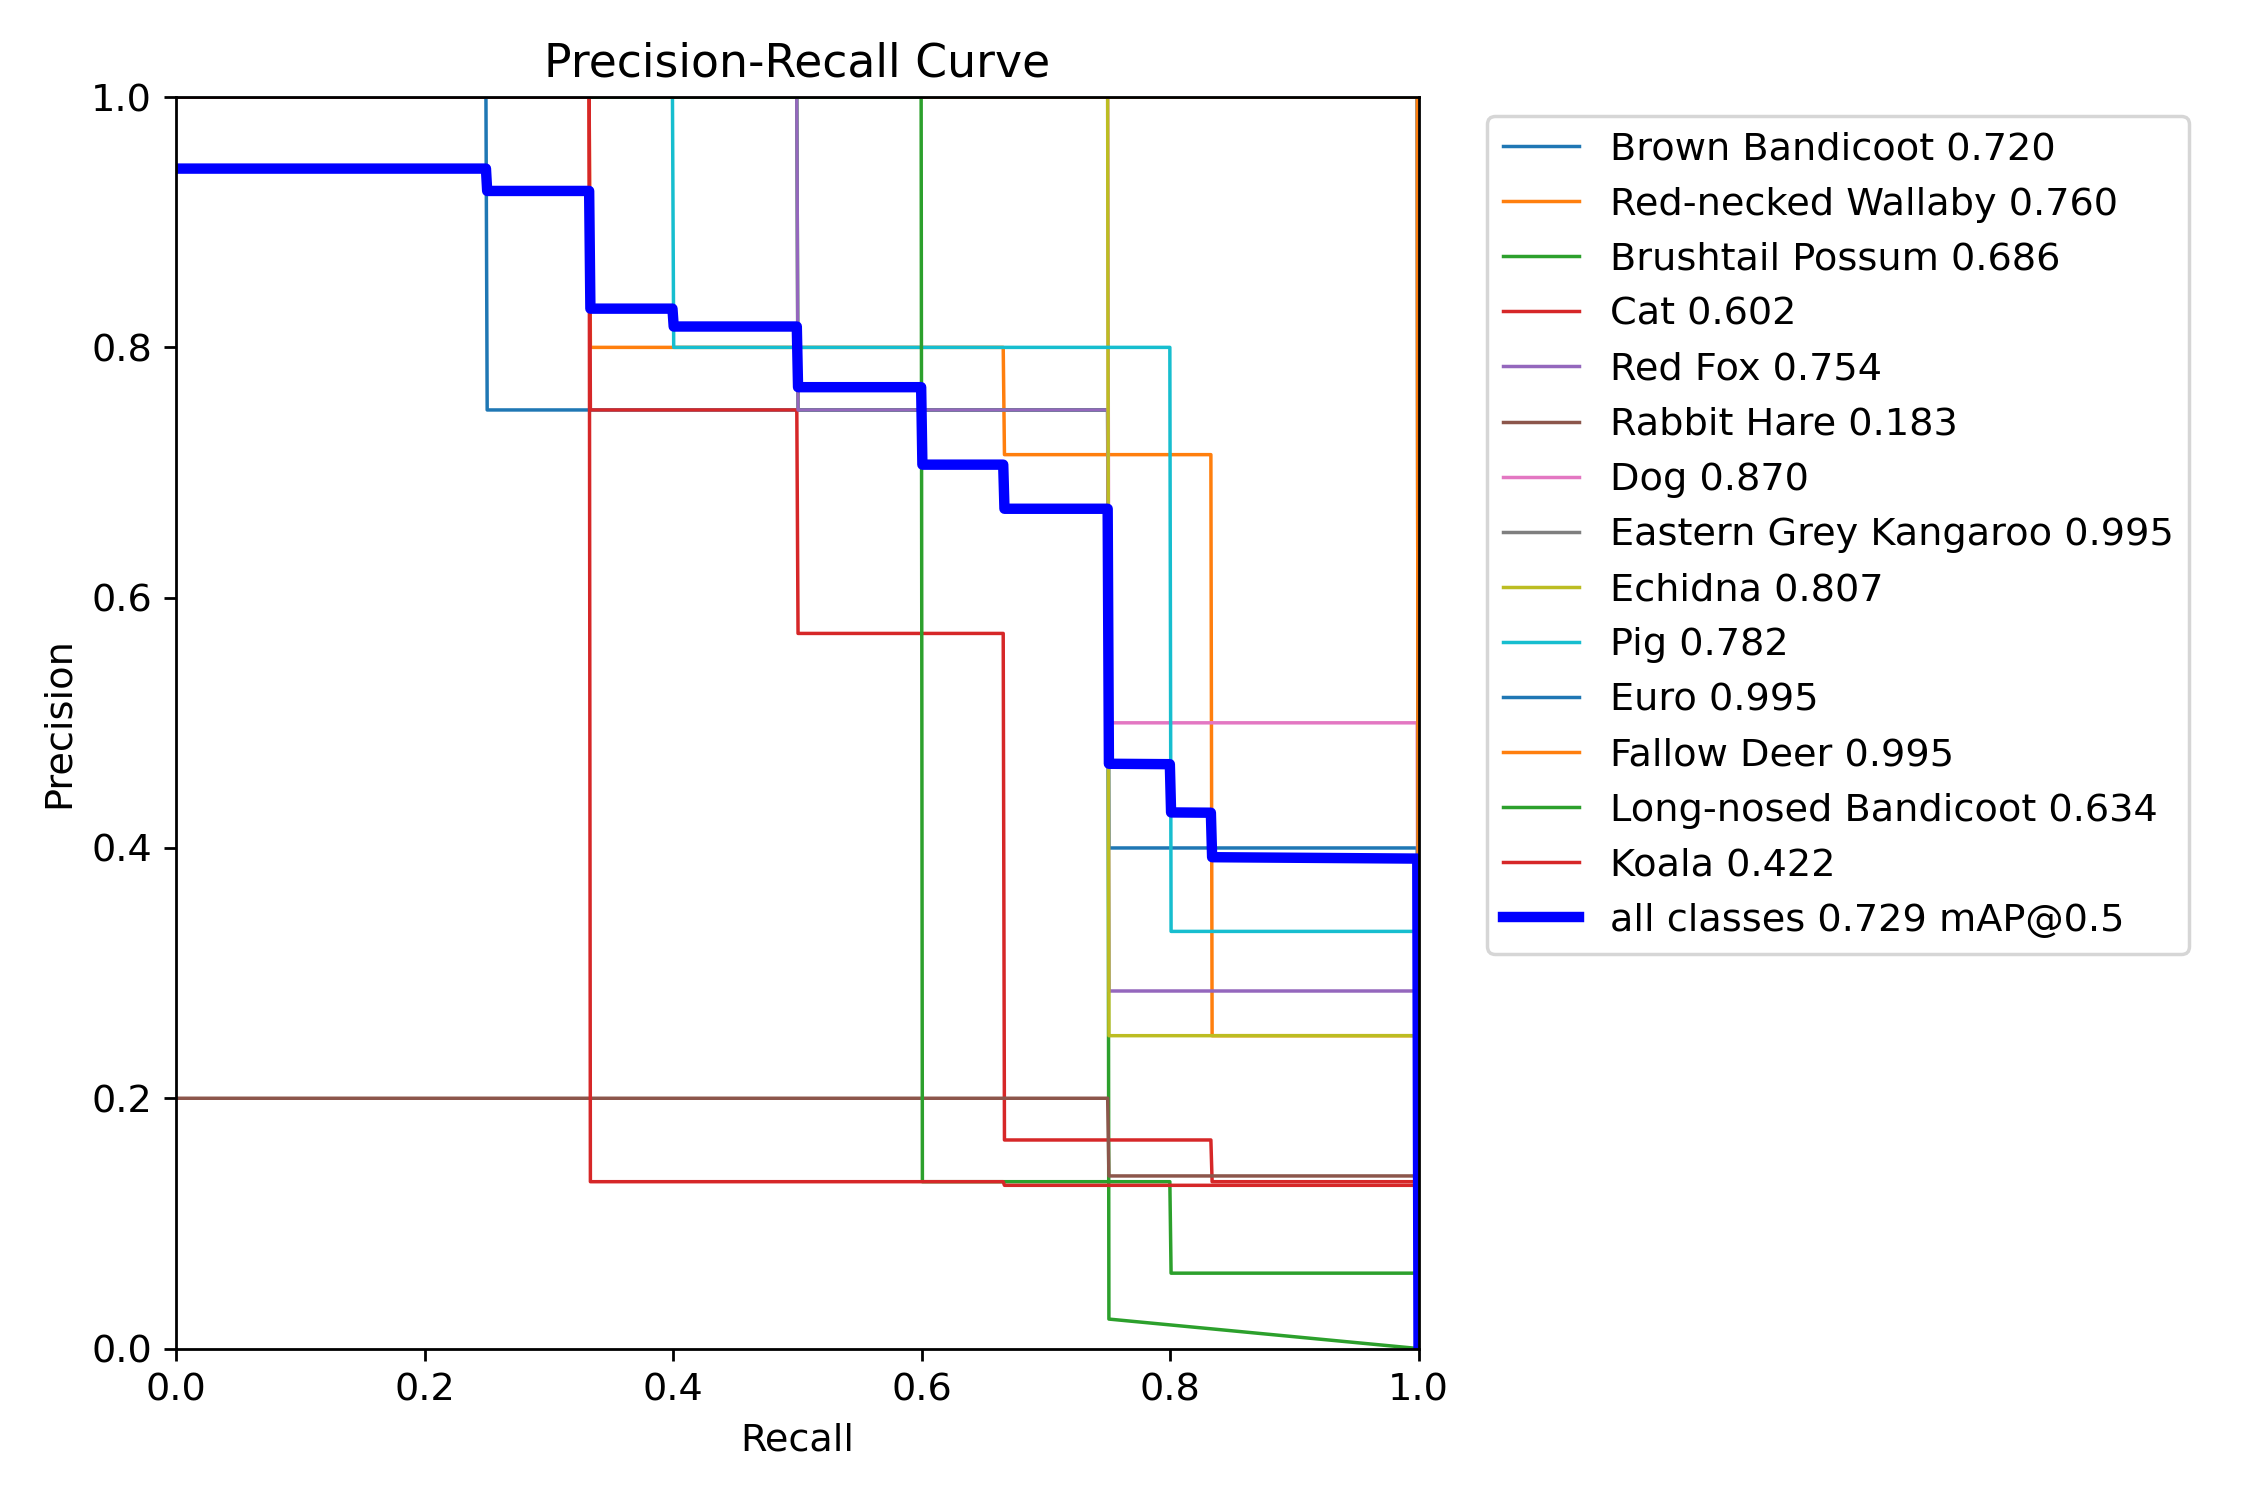 Precision-Recall Curve
1.0
0.8
0.6
0.4
0.2
0.0
Precision
0.0 0.2 0.4 0.6 0.8 1.0
Recall
Brown Bandicoot 0.720
Red-necked Wallaby 0.760
Brushtail Possum 0.686
Cat 0.602
Red Fox 0.754
Rabbit Hare 0.183
Dog 0.870
Eastern Grey Kangaroo 0.995
Echidna 0.807
Pig 0.782
Euro 0.995
Fallow Deer 0.995
Long-nosed Bandicoot 0.634
Koala 0.422
all classes 0.729 mAP@0.5